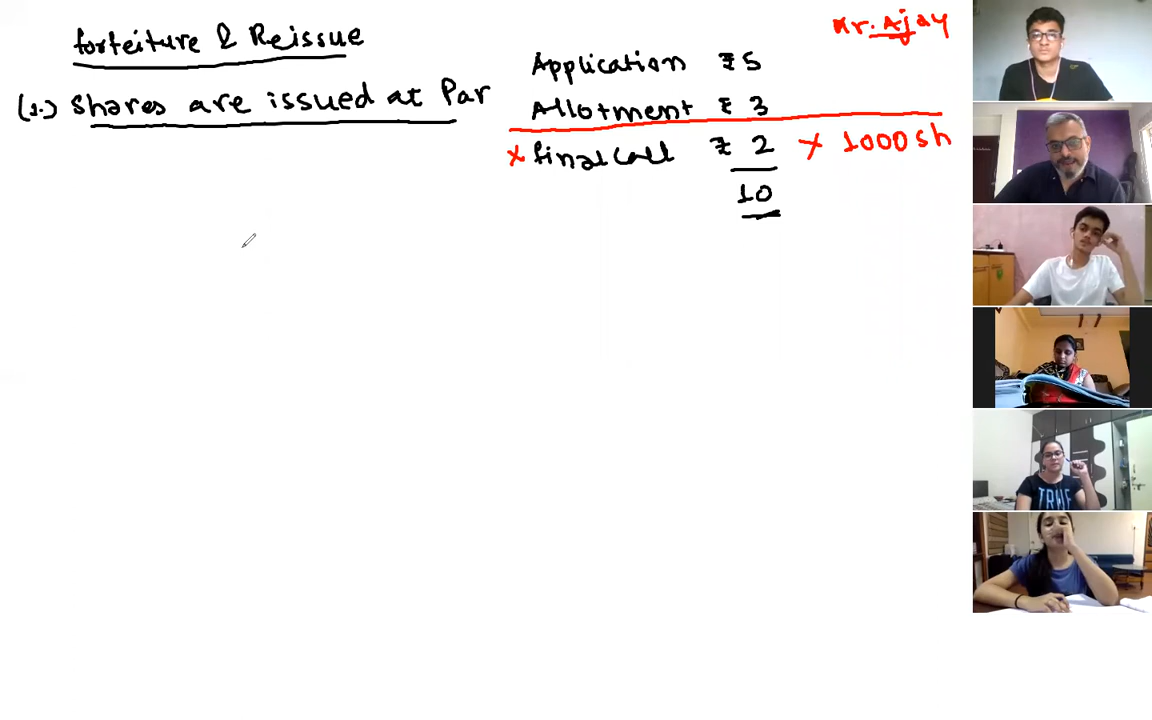 forfeiture & Reissue
(1.) Shares are issued at Par
Mr. Ajay
Application ₹5
Allotment ₹ 3
x final call ₹ 2 x 1000 sh
10